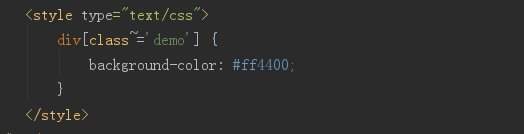 <style type="text/css">
div[class~='demo'] {
background-color: #ff4400;
}
</style>